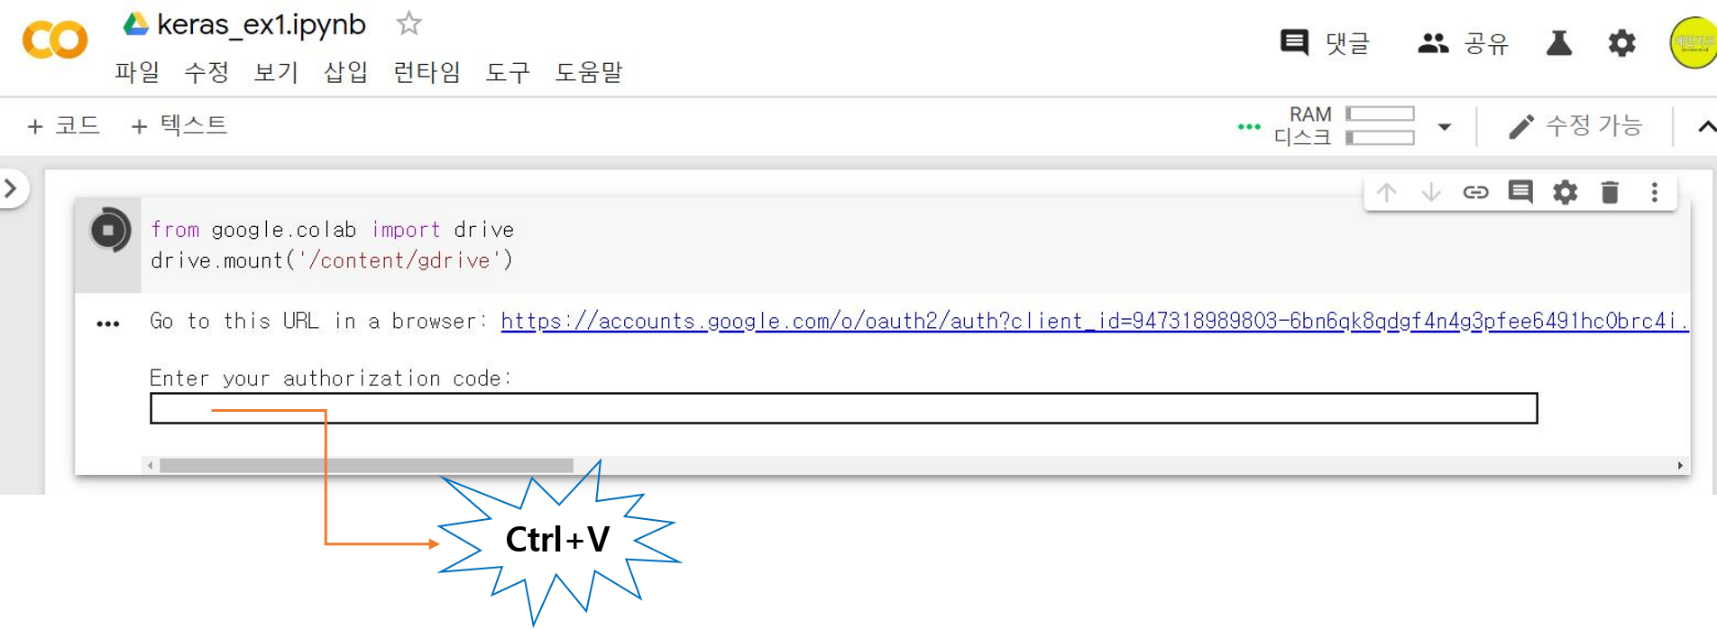 keras_ex1.ipynb
댓글 공유
파일 수정 보기 삽입 런타임 도구 도움말
+ 코드 + 텍스트
RAM
디스크
수정 가능
from google.colab import drive
drive.mount('/content/gdrive')
Go to this URL in a browser: https://accounts.google.com/o/oauth2/auth?client_id=947318989803-6bn6qk8qdgf4n4g3pfee6491hc0brc4i.
Enter your authorization code:
Ctrl+V